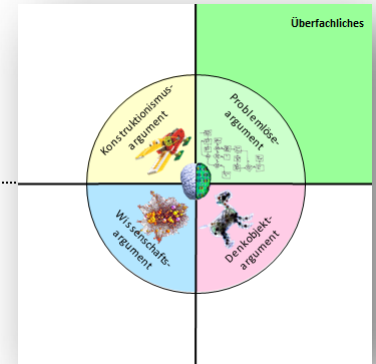 Überfachliches
Konstruktionismus-
argument
Problemlöse-
argument
Wissenschafts-
argument
Denkobjekt-
argument